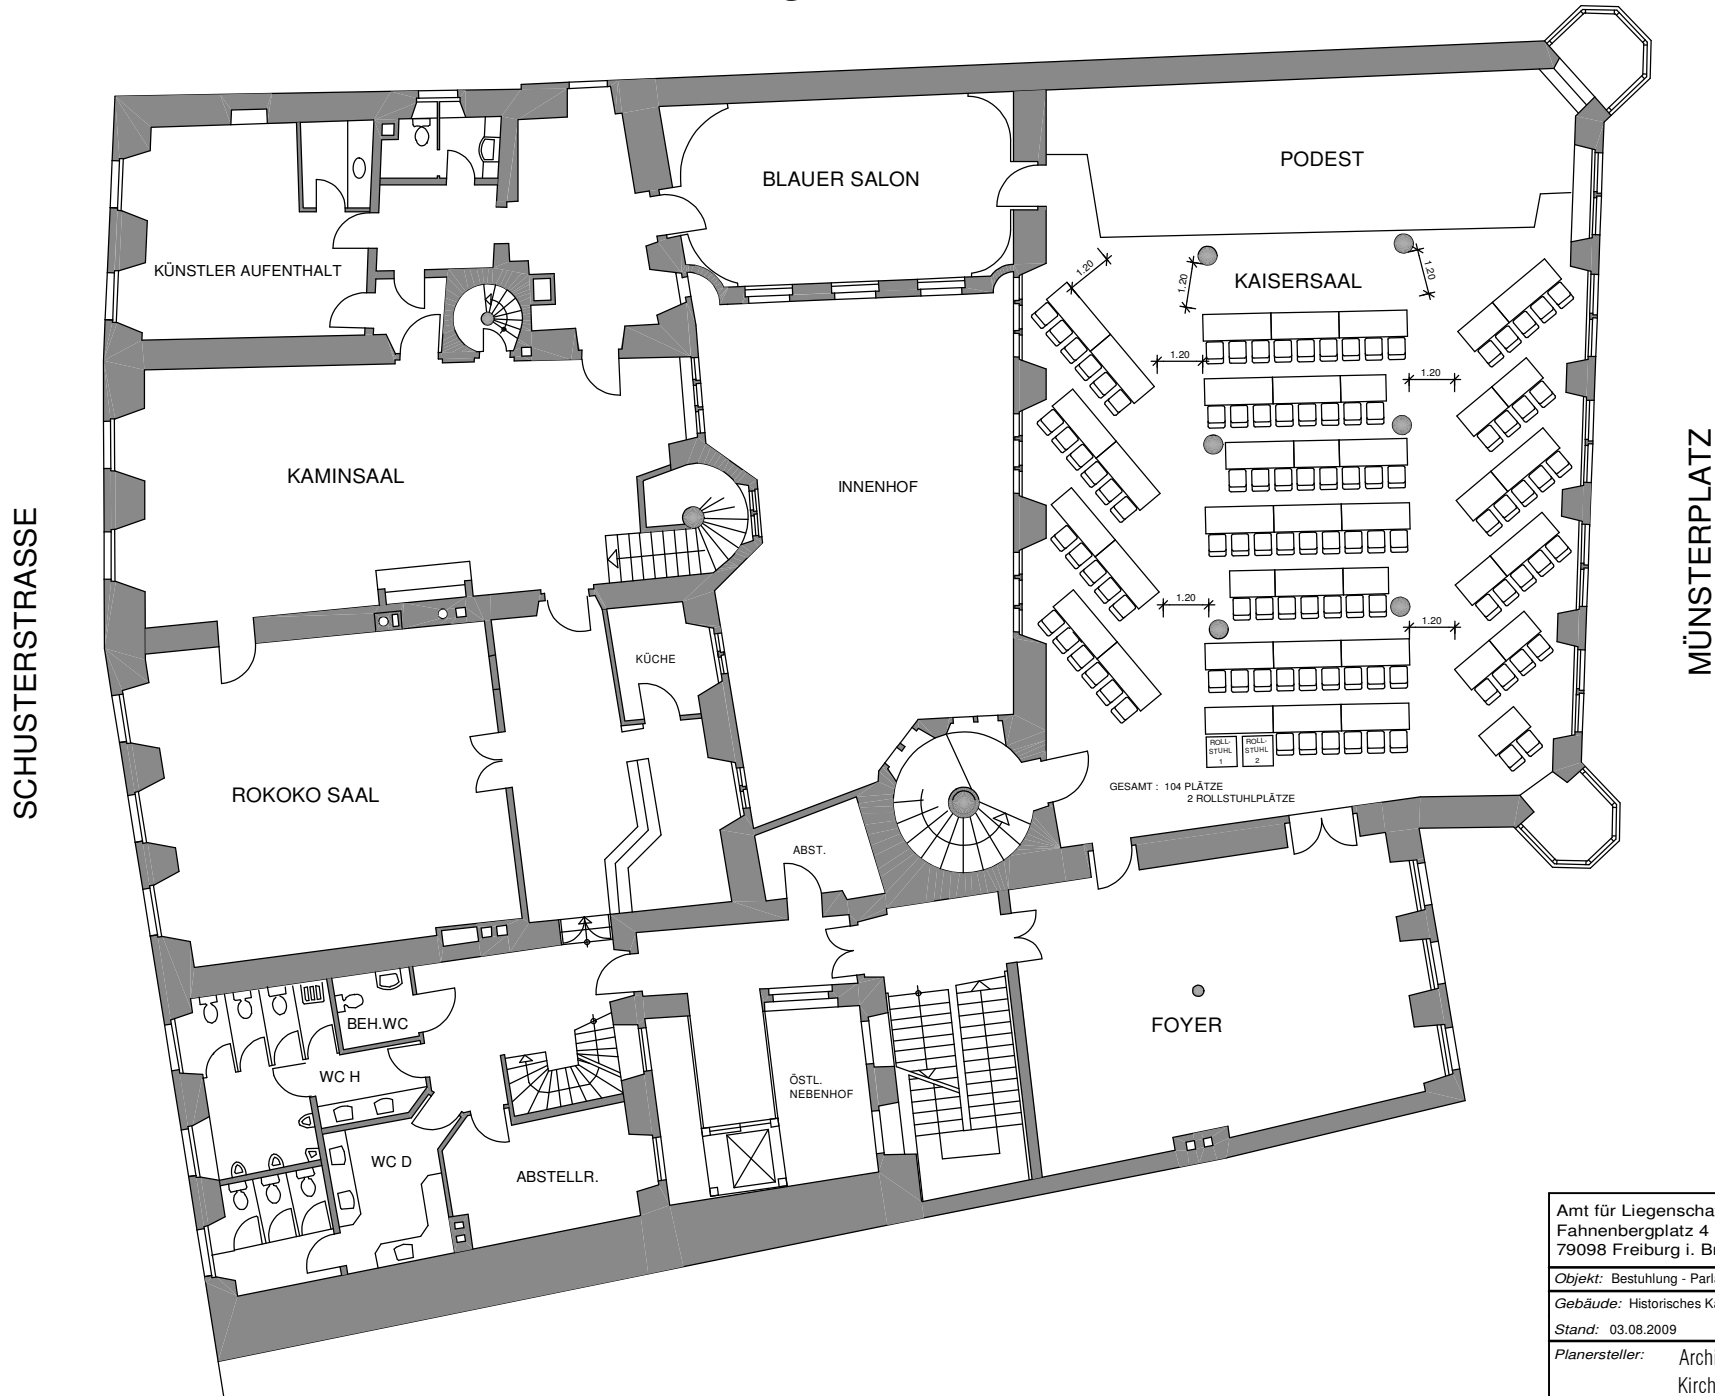 PODEST
BLAUER SALON
KÜNSTLER AUFENTHALT
KAISERSAAL
1.20
1.20
1.20
1.20
1.20
KAMINSAAL
INNENHOF
SCHUSTERSTRASSE
MÜNSTERPLATZ
1.20
1.20
KÜCHE
ROLL-
STUHL
1
ROLL-
STUHL
2
ROKOKO SAAL
GESAMT : 104 PLÄTZE
2 ROLLSTUHLPLÄTZE
ABST.
BEH.WC
FOYER
WC H
ÖSTL.
NEBENHOF
WC D
ABSTELLR.
Amt für Liegenscha
Fahnenbergplatz 4
79098 Freiburg i. B
Objekt: Bestuhlung - Parl
Gebäude: Historisches K
Stand: 03.08.2009
Planersteller: Archi
Kirch